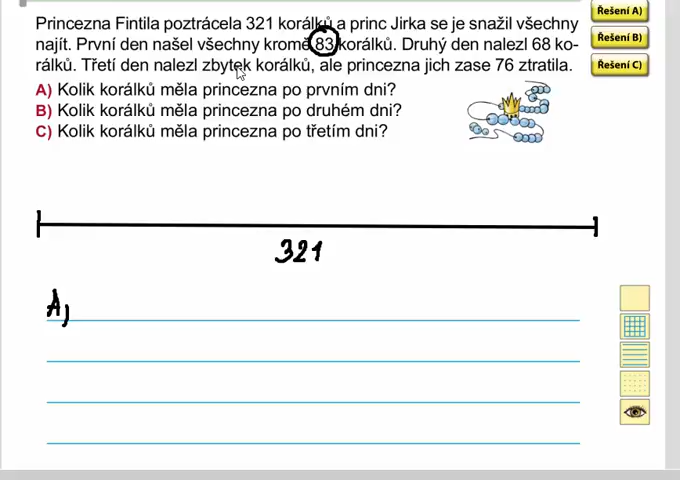 Princezna Fintila poztrácela 321 korálků a princ Jirka se je snažil všechny
najít. První den našel všechny kromě 83 korálků. Druhý den nalezl 68 ko-
rálků. Třetí den nalezl zbytek korálků, ale princezna jich zase 76 ztratila.
A) Kolik korálků měla princezna po prvním dni?
B) Kolik korálků měla princezna po druhém dni?
C) Kolik korálků měla princezna po třetím dni?
Řešení A)
Řešení B)
Řešení C)
321
A)